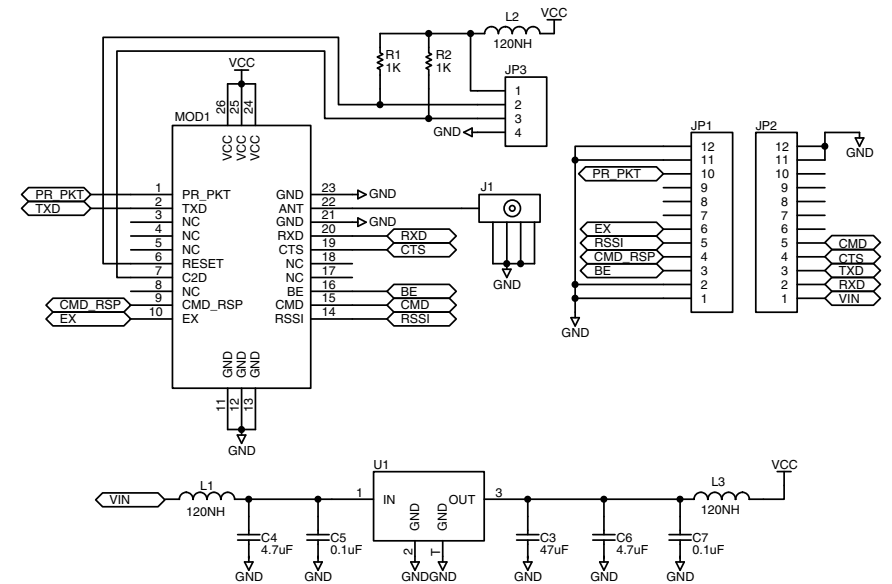 L2
VCC
120NH
R1
1K
R2
1K
VCC
JP3
1
2
3
4
GND
26
25
24
MOD1
VCC
VCC
VCC
PR_PKT
1
PR_PKT
TXD
2
TXD
3
NC
4
NC
5
NC
6
RESET
7
C2D
8
NC
CMD_RSP
9
CMD_RSP
EX
10
EX
GND
23
GND
ANT
22
GND
21
GND
RXD
20
RXD
CTS
19
CTS
NC
18
NC
17
BE
16
BE
CMD
15
CMD
RSSI
14
RSSI
GND
GND
GND
11
12
13
GND
J1
GND
JP1
12
11
PR_PKT
10
9
8
7
EX
6
RSSI
5
CMD_RSP
4
BE
3
2
1
GND
JP2
12
GND
11
10
9
8
7
6
5
CMD
4
CTS
3
TXD
2
RXD
1
VIN
VIN
L1
120NH
C4
4.7uF
GND
C5
0.1uF
GND
U1
1
IN
OUT
3
GND
GND
2
T
GND
GND
C3
47uF
GND
C6
4.7uF
GND
C7
0.1uF
GND
L3
120NH
VCC